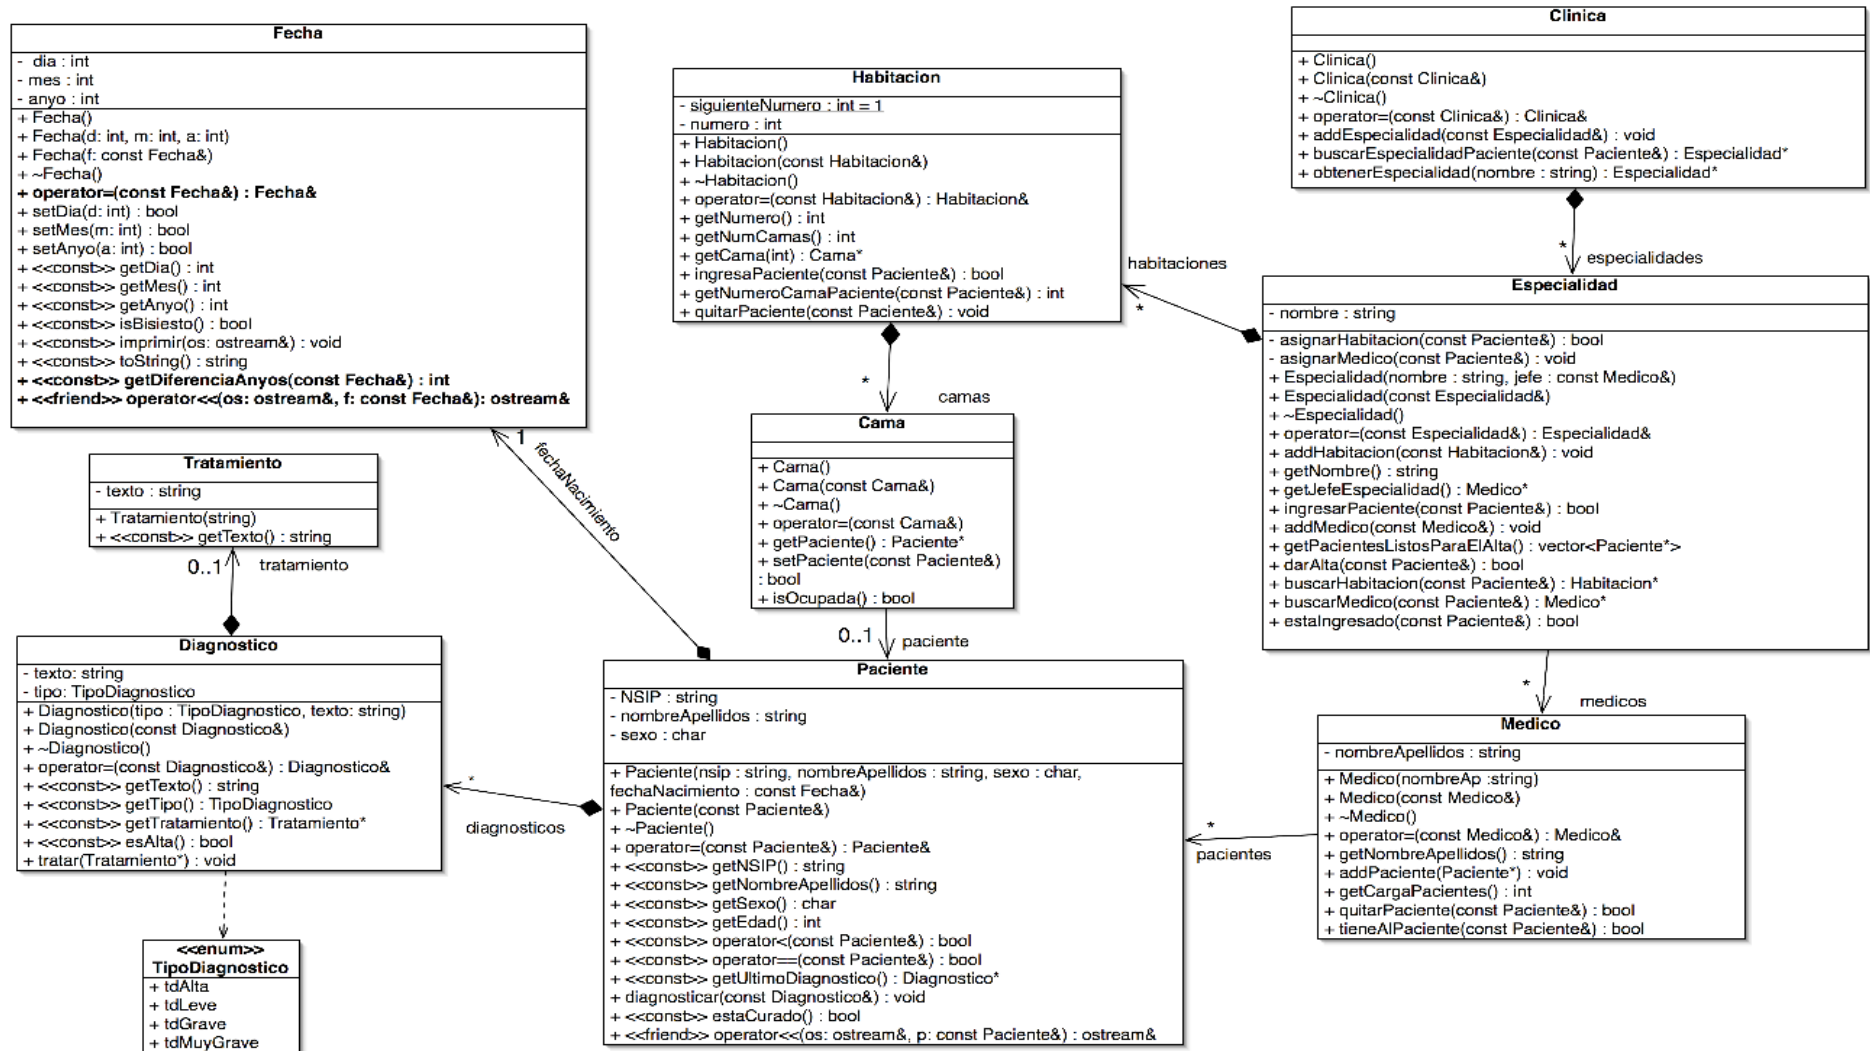 Fecha
- dia : int
- mes : int
- anyo : int
+ Fecha()
+ Fecha(d: int, m: int, a: int)
+ Fecha(f: const Fecha&)
+ ~Fecha()
+ operator=(const Fecha&) : Fecha&
+ setDia(d: int) : bool
+ setMes(m: int) : bool
+ setAnyo(a: int) : bool
+ <<const>> getDia() : int
+ <<const>> getMes() : int
+ <<const>> getAnyo() : int
+ <<const>> isBisiesto() : bool
+ <<const>> imprimir(os: ostream&) : void
+ <<const>> toString() : string
+ <<const>> getDiferenciaAnyos(const Fecha&) : int
+ <<friend>> operator<<(os: ostream&, f: const Fecha&): ostream&
1
fechaNacimiento
Tratamiento
- texto : string
+ Tratamiento(string)
+ <<const>> getTexto() : string
0..1
tratamiento
Diagnostico
- texto: string
- tipo: TipoDiagnostico
+ Diagnostico(tipo : TipoDiagnostico, texto: string)
+ Diagnostico(const Diagnostico&)
+ ~Diagnostico()
+ operator=(const Diagnostico&) : Diagnostico&
+ <<const>> getTexto() : string
+ <<const>> getTipo() : TipoDiagnostico
+ <<const>> getTratamiento() : Tratamiento*
+ <<const>> esAlta() : bool
+ tratar(Tratamiento*) : void
<<enum>>
TipoDiagnostico
+ tdAlta
+ tdLeve
+ tdGrave
+ tdMuyGrave
Habitacion
- siguienteNumero : int = 1
- numero : int
+ Habitacion()
+ Habitacion(const Habitacion&)
+ ~Habitacion()
+ operator=(const Habitacion&) : Habitacion&
+ getNumero() : int
+ getNumCamas() : int
+ getCama(int) : Cama*
+ ingresaPaciente(const Paciente&) : bool
+ getNumeroCamaPaciente(const Paciente&) : int
+ quitarPaciente(const Paciente&) : void
*
camas
Cama
+ Cama()
+ Cama(const Cama&)
+ ~Cama()
+ operator=(const Cama&)
+ getPaciente() : Paciente*
+ setPaciente(const Paciente&)
: bool
+ isOcupada() : bool
0..1
paciente
Paciente
- NSIP : string
- nombreApellidos : string
- sexo : char
+ Paciente(nsip : string, nombreApellidos : string, sexo : char,
fechaNacimiento : const Fecha&)
+ Paciente(const Paciente&)
+ ~Paciente()
+ operator=(const Paciente&) : Paciente&
+ <<const>> getNSIP() : string
+ <<const>> getNombreApellidos() : string
+ <<const>> getSexo() : char
+ <<const>> getEdad() : int
+ <<const>> operator<(const Paciente&) : bool
+ <<const>> operator==(const Paciente&) : bool
+ <<const>> getUltimoDiagnostico() : Diagnostico*
+ diagnosticar(const Diagnostico&) : void
+ <<const>> estaCurado() : bool
+ <<friend>> operator<<(os: ostream&, p: const Paciente&) : ostream&
*
diagnosticos
Clinica
+ Clinica()
+ Clinica(const Clinica&)
+ ~Clinica()
+ operator=(const Clinica&) : Clinica&
+ addEspecialidad(const Especialidad&) : void
+ buscarEspecialidadPaciente(const Paciente&) : Especialidad*
+ obtenerEspecialidad(nombre : string) : Especialidad*
*
especialidades
habitaciones
*
Especialidad
- nombre : string
- asignarHabitacion(const Paciente&) : bool
- asignarMedico(const Paciente&) : void
+ Especialidad(nombre : string, jefe : const Medico&)
+ Especialidad(const Especialidad&)
+ ~Especialidad()
+ operator=(const Especialidad&) : Especialidad&
+ addHabitacion(const Habitacion&) : void
+ getNombre() : string
+ getJefeEspecialidad() : Medico*
+ ingresarPaciente(const Paciente&) : bool
+ addMedico(const Medico&) : void
+ getPacientesListosParaElAlta() : vector<Paciente*>
+ darAlta(const Paciente&) : bool
+ buscarHabitacion(const Paciente&) : Habitacion*
+ buscarMedico(const Paciente&) : Medico*
+ estaIngresado(const Paciente&) : bool
*
medicos
Medico
- nombreApellidos : string
+ Medico(nombreAp :string)
+ Medico(const Medico&)
+ ~Medico()
+ operator=(const Medico&) : Medico&
+ getNombreApellidos() : string
+ addPaciente(Paciente*) : void
+ getCargaPacientes() : int
+ quitarPaciente(const Paciente&) : bool
+ tieneAlPaciente(const Paciente&) : bool
*
pacientes